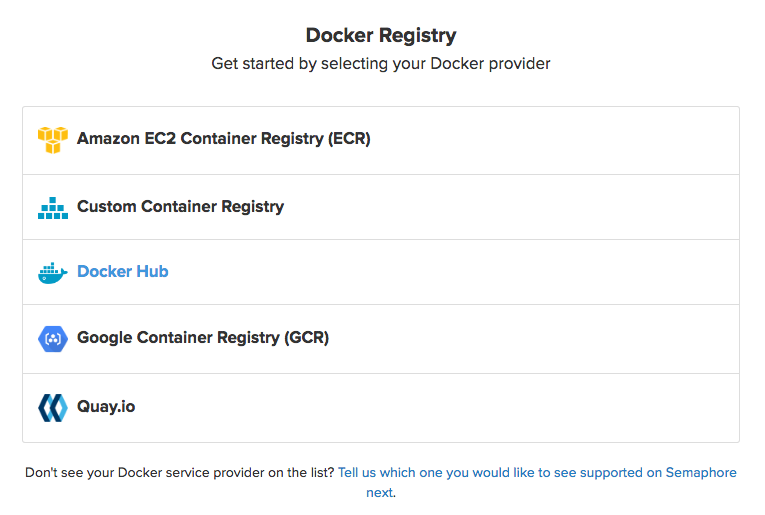 Docker Registry
Get started by selecting your Docker provider
Amazon EC2 Container Registry (ECR)
Custom Container Registry
Docker Hub
Google Container Registry (GCR)
Quay.io
Don't see your Docker service provider on the list? Tell us which one you would like to see supported on Semaphore
next.